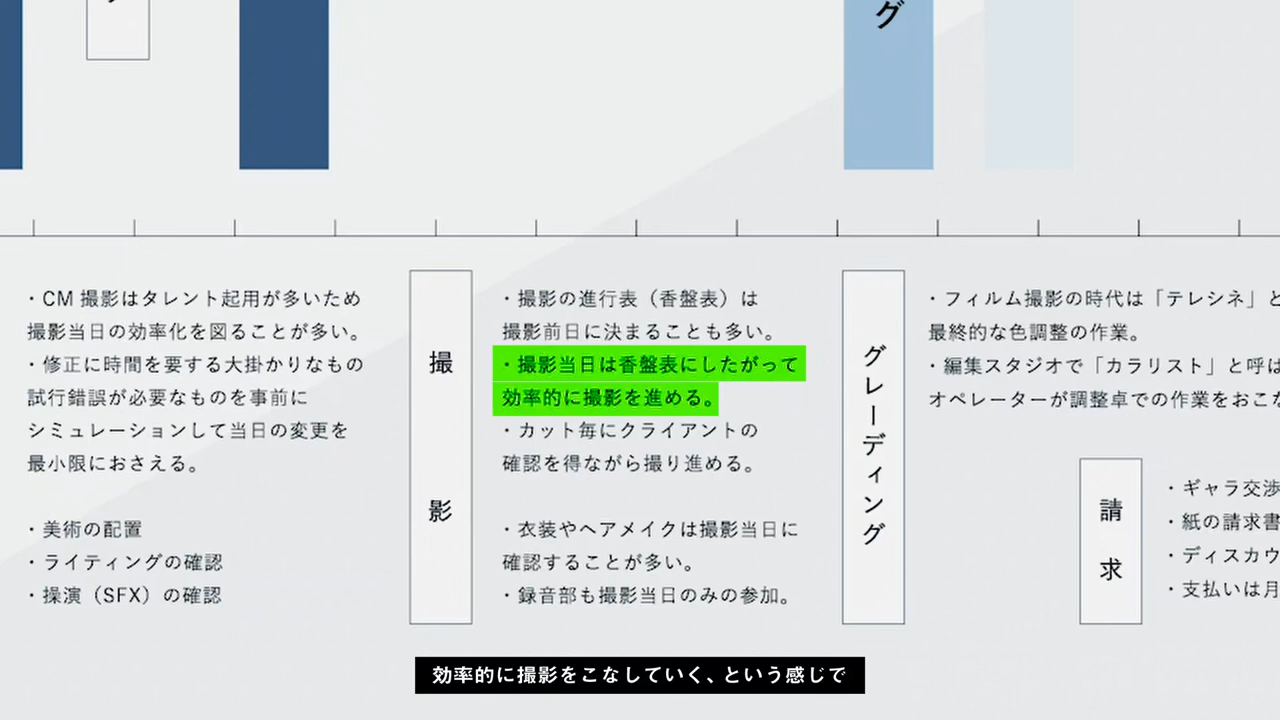 グ
・CM 撮影はタレント起用が多いため
撮影当日の効率化を図ることが多い。
・修正に時間を要する大掛かりなもの
試行錯誤が必要なものを事前に
シミュレーションして当日の変更を
最小限におさえる。
・美術の配置
・ライティングの確認
・操演（SFX）の確認
撮影
・撮影の進行表（香盤表）は
撮影前日に決まることも多い。
・撮影当日は香盤表にしたがって
効率的に撮影を進める。
・カット毎にクライアントの
確認を得ながら撮り進める。
・衣装やヘアメイクは撮影当日に
確認することが多い。
・録音部も撮影当日のみの参加。
グレーディング
・フィルム撮影の時代は「テレシネ」と
最終的な色調整の作業。
・編集スタジオで「カラリスト」と呼は
オペレーターが調整卓での作業をおこな
請求
・ギャラ交渉
・紙の請求書
・ディスカウ
・支払いは月
効率的に撮影をこなしていく、という感じで